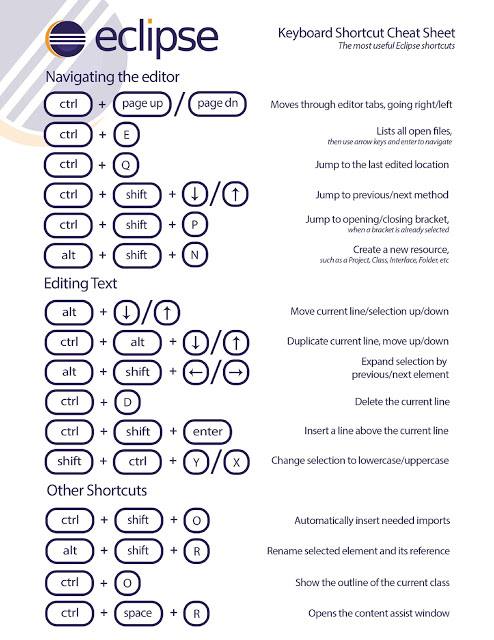 eclipse
Keyboard Shortcut Cheat Sheet
The most useful Eclipse shortcuts
Navigating the editor
ctrl + page up / page dn Moves through editor tabs, going right/left
ctrl + E Lists all open files,
then use arrow keys and enter to navigate
ctrl + Q Jump to the last edited location
ctrl + shift + ↓/↑ Jump to previous/next method
ctrl + shift + P Jump to opening/closing bracket,
when a bracket is already selected
alt + shift + N Create a new resource,
such as a Project, Class, Interface, Folder, etc
Editing Text
alt + ↓/↑ Move current line/selection up/down
ctrl + alt + ↓/↑ Duplicate current line, move up/down
alt + shift + ←/→ Expand selection by
previous/next element
ctrl + D Delete the current line
ctrl + shift + enter Insert a line above the current line
shift + ctrl + Y/X Change selection to lowercase/uppercase
Other Shortcuts
ctrl + shift + O Automatically insert needed imports
alt + shift + R Rename selected element and its reference
ctrl + O Show the outline of the current class
ctrl + space + R Opens the content assist window